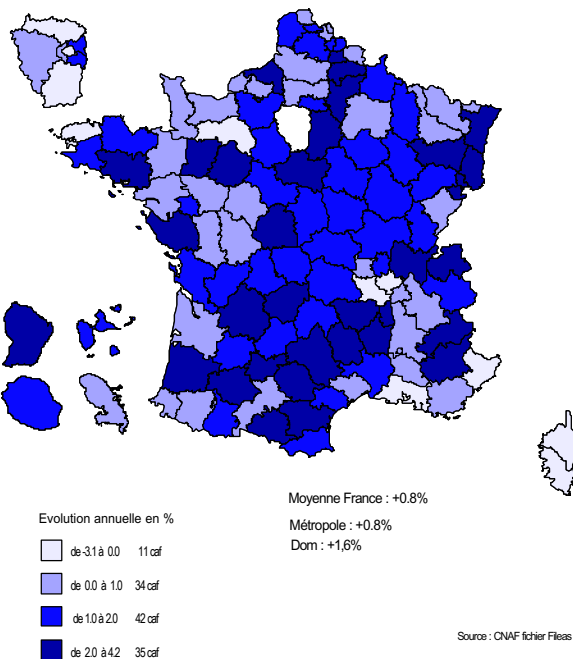 Moyenne France : +0.8%
Métropole : +0.8%
Dom : +1,6%
Evolution annuelle en %
de -3.1 à 0.0 11 caf
de 0.0 à 1.0 34 caf
de 1.0 à 2.0 42 caf
de 2.0 à 4.2 35 caf
Source : CNAF fichier Fileas